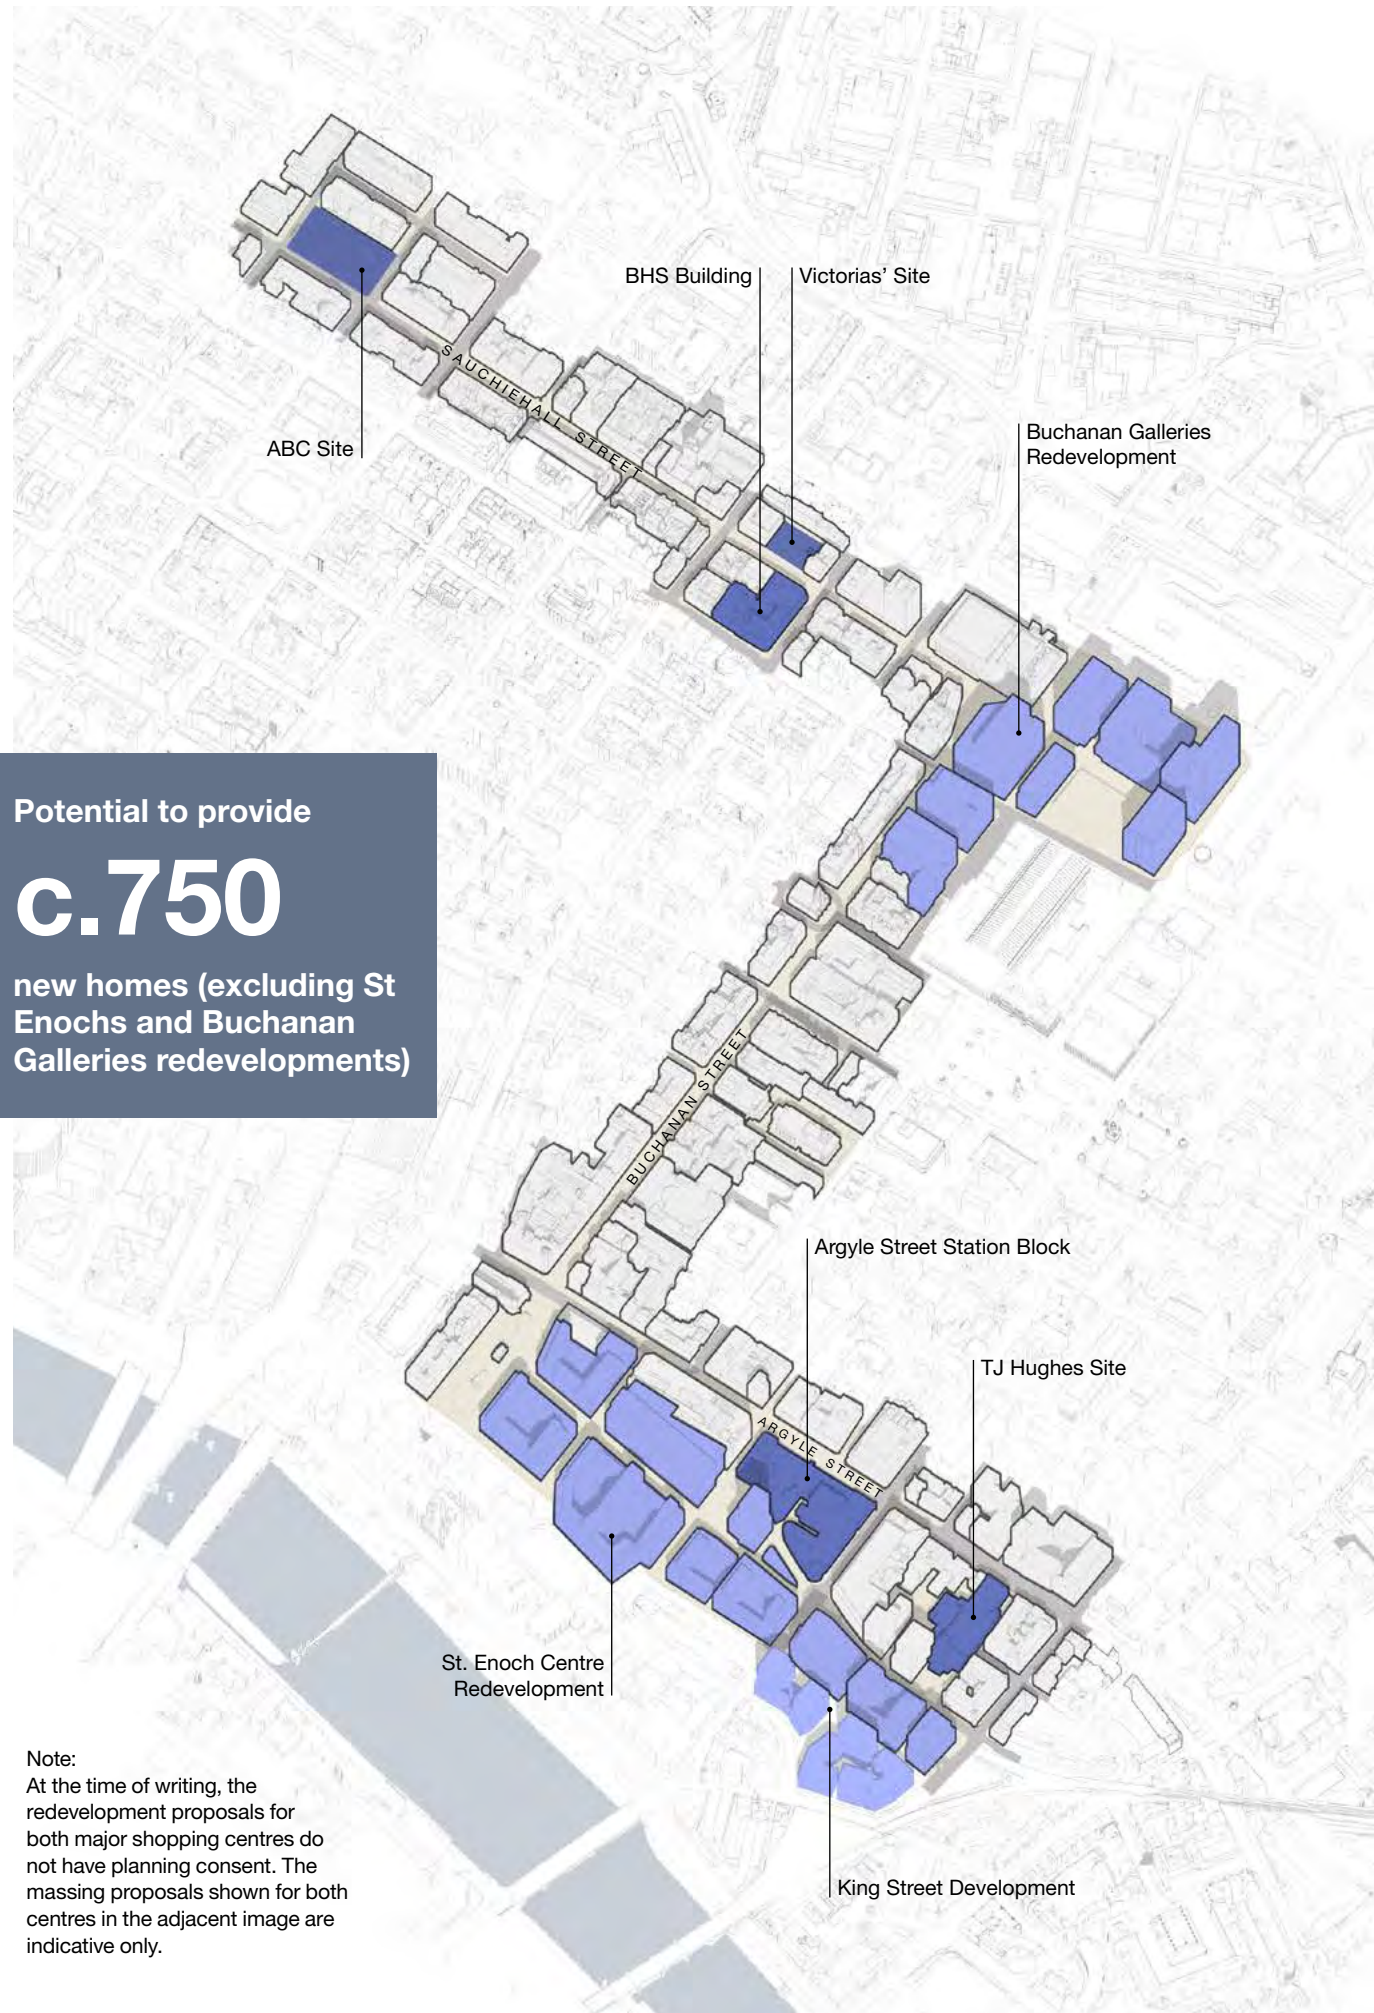 BHS Building
Victorias’ Site
SAUCHIEHALL STREET
Buchanan Galleries
Redevelopment
ABC Site
Potential to provide
c.750
new homes (excluding St
Enochs and Buchanan
Galleries redevelopments)
BUCHANAN STREET
Argyle Street Station Block
TJ Hughes Site
ARGYLE STREET
St. Enoch Centre
Redevelopment
Note:
At the time of writing, the
redevelopment proposals for
both major shopping centres do
not have planning consent. The
massing proposals shown for both
centres in the adjacent image are
indicative only.
King Street Development